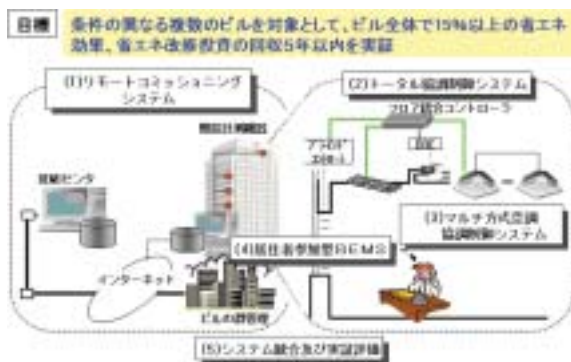 目標
条件の異なる複数のビルを対象として、ビル全体で15%以上の省エネ
効果、省エネ改修投資の回収5年以内を実証
(1)リモートコミッショニング
システム
(2)トータル協調制御システム
フロア統合コントローラ
(3)マルチ方式空調
協調制御システム
(4)居住者参加型BEMS
インターネット
ビルの群管理
(5)システム統合及び実証評価